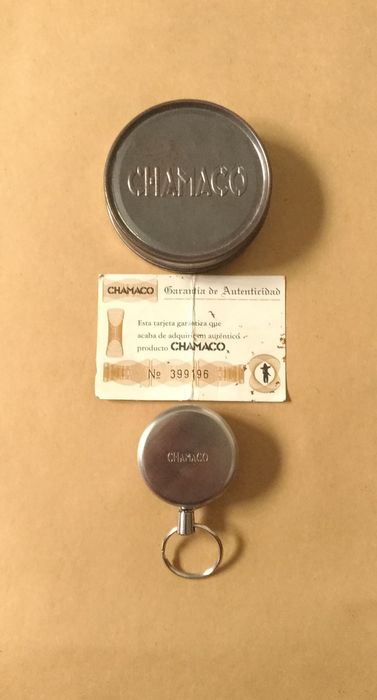 CHAMACO
CHAMACO Garantía de Autenticidad
Esta tarjeta garantiza que
acaba de adquirir un auténtico
producto CHAMACO
Nº 399196
CHAMACO